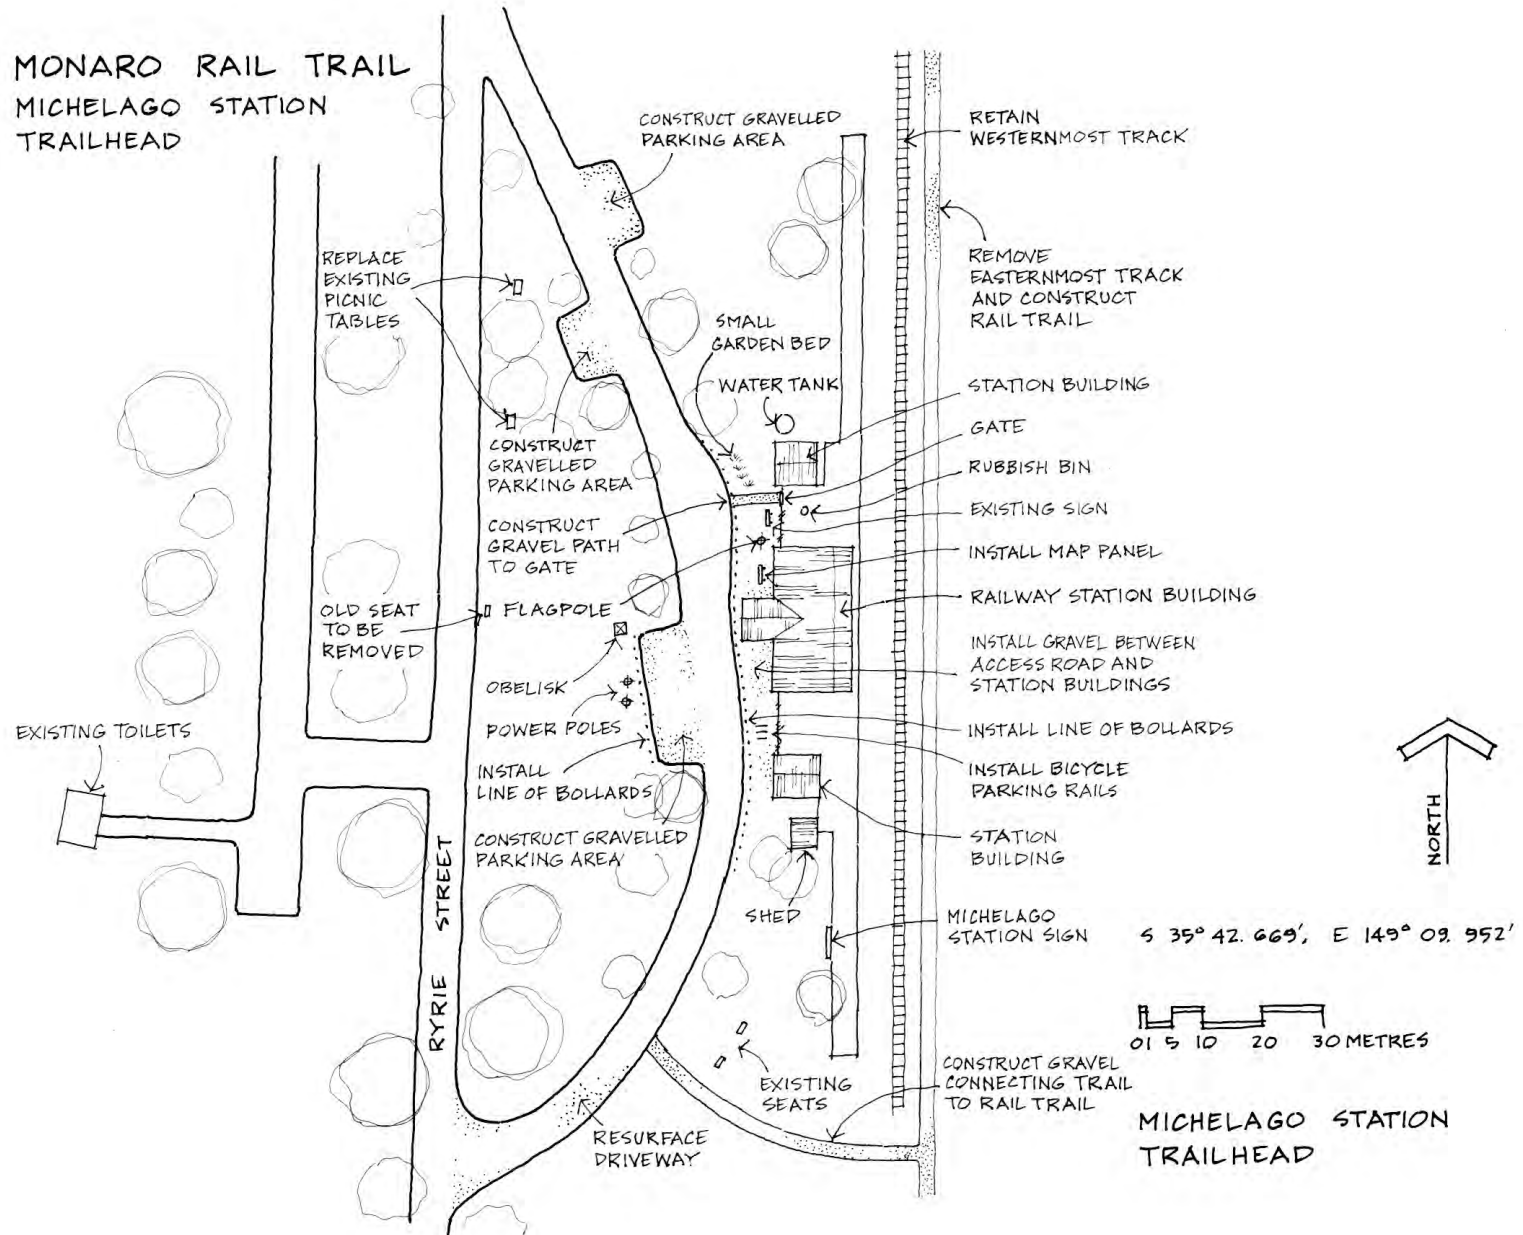 MONARO RAIL TRAIL
MICHELAGO STATION
TRAILHEAD
CONSTRUCT GRAVELLED
PARKING AREA
RETAIN
WESTERNMOST TRACK
REPLACE
EXISTING
PICNIC
TABLES
REMOVE
EASTERNMOST TRACK
AND CONSTRUCT
RAIL TRAIL
SMALL
GARDEN BED
WATER TANK
STATION BUILDING
GATE
RUBBISH BIN
EXISTING SIGN
INSTALL MAP PANEL
RAILWAY STATION BUILDING
INSTALL GRAVEL BETWEEN
ACCESS ROAD AND
STATION BUILDINGS
INSTALL LINE OF BOLLARDS
INSTALL BICYCLE
PARKING RAILS
STATION
BUILDING
CONSTRUCT
GRAVELLED
PARKING AREA
CONSTRUCT
GRAVEL PATH
TO GATE
OLD SEAT
TO BE
REMOVED
FLAGPOLE
OBELISK
POWER POLES
INSTALL
LINE OF BOLLARDS
CONSTRUCT GRAVELLED
PARKING AREA
EXISTING TOILETS
RYRIE STREET
SHED
MICHELAGO
STATION SIGN
EXISTING
SEATS
RESURFACE
DRIVEWAY
CONSTRUCT GRAVEL
CONNECTING TRAIL
TO RAIL TRAIL
NORTH
S 35° 42. 669', E 149° 09. 952'
01 5 10 20 30 METRES
MICHELAGO STATION
TRAILHEAD